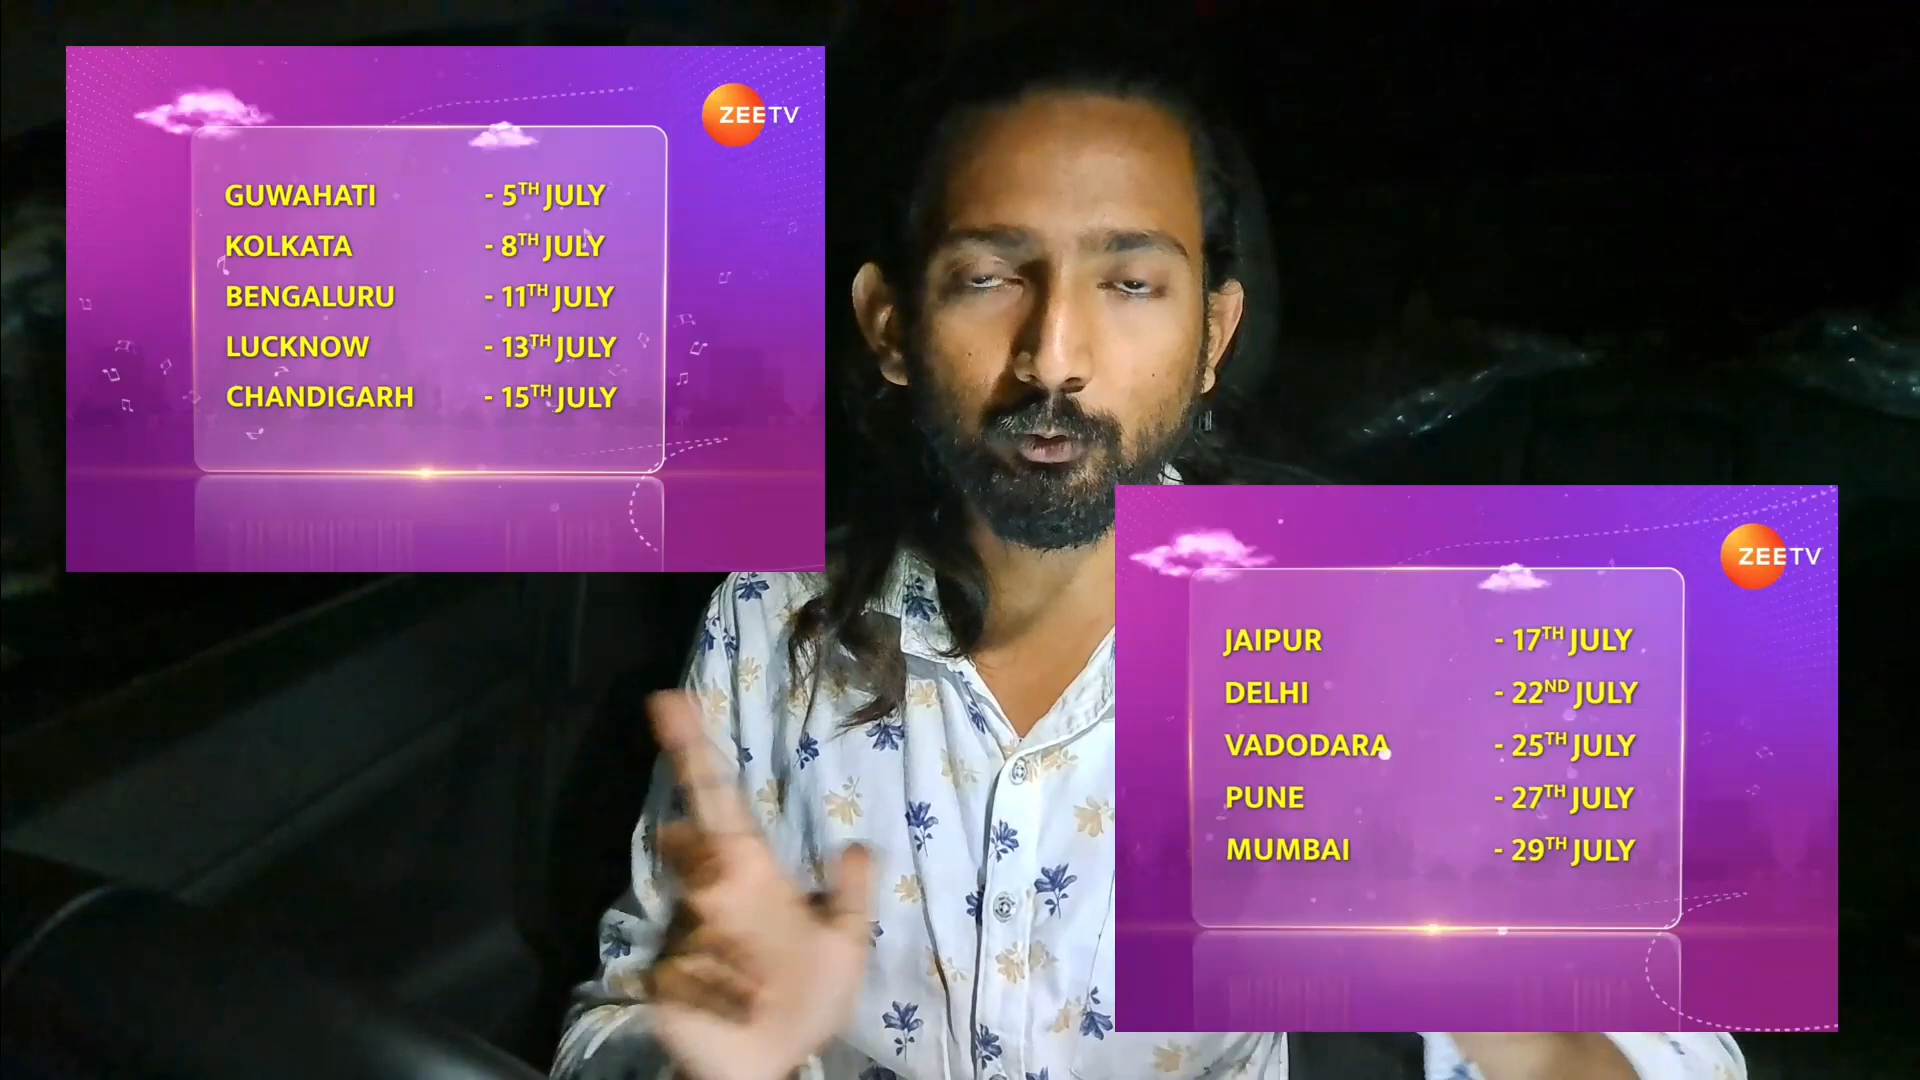 ZEETV
GUWAHATI - 5TH JULY
KOLKATA - 8TH JULY
BENGALURU - 11TH JULY
LUCKNOW - 13TH JULY
CHANDIGARH - 15TH JULY
ZEETV
JAIPUR - 17TH JULY
DELHI - 22ND JULY
VADODARA - 25TH JULY
PUNE - 27TH JULY
MUMBAI - 29TH JULY